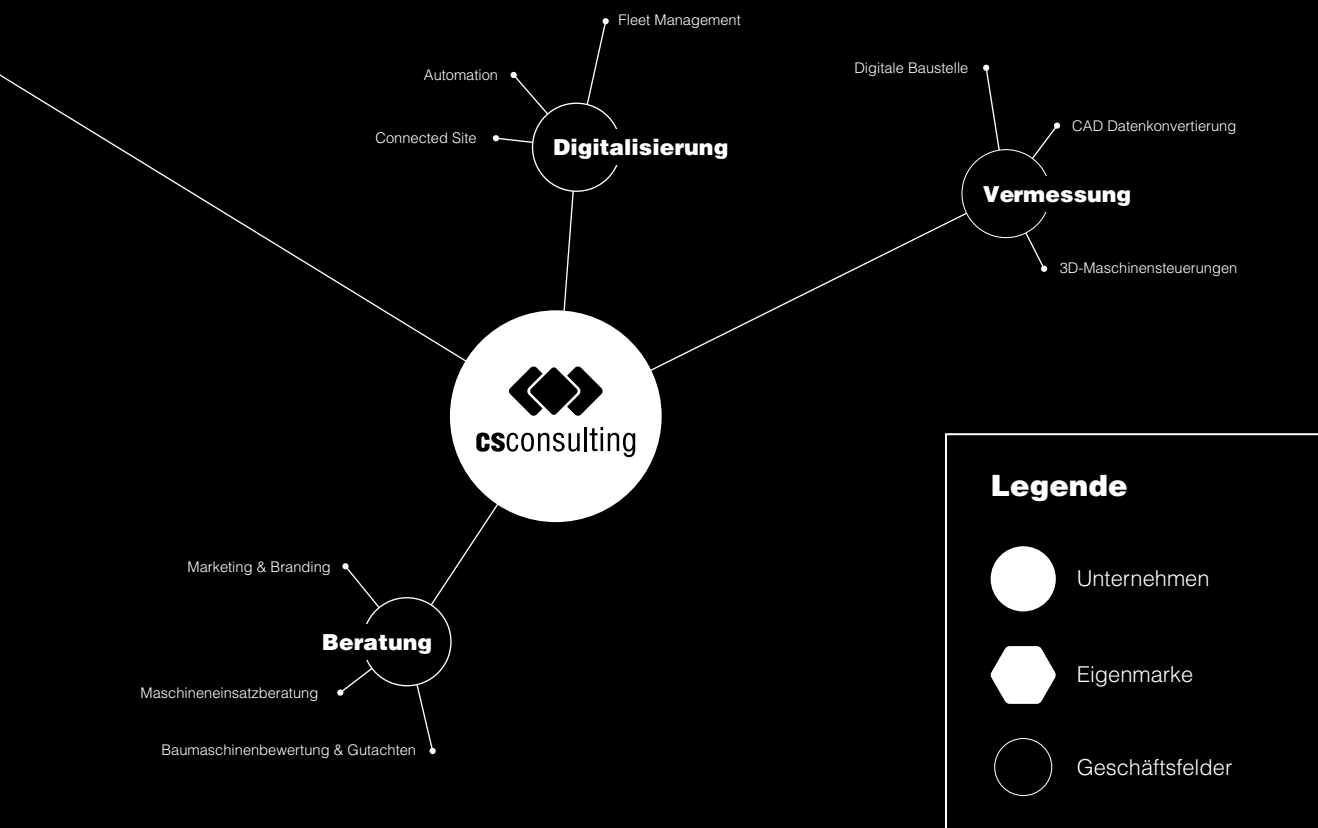 Fleet Management
Automation
Connected Site
Digitalisierung
Digitale Baustelle
CAD Datenkonvertierung
Vermessung
3D-Maschinensteuerungen
csconsulting
Marketing & Branding
Beratung
Maschineneinsatzberatung
Baumaschinenbewertung & Gutachten
Legende
Unternehmen
Eigenmarke
Geschäftsfelder